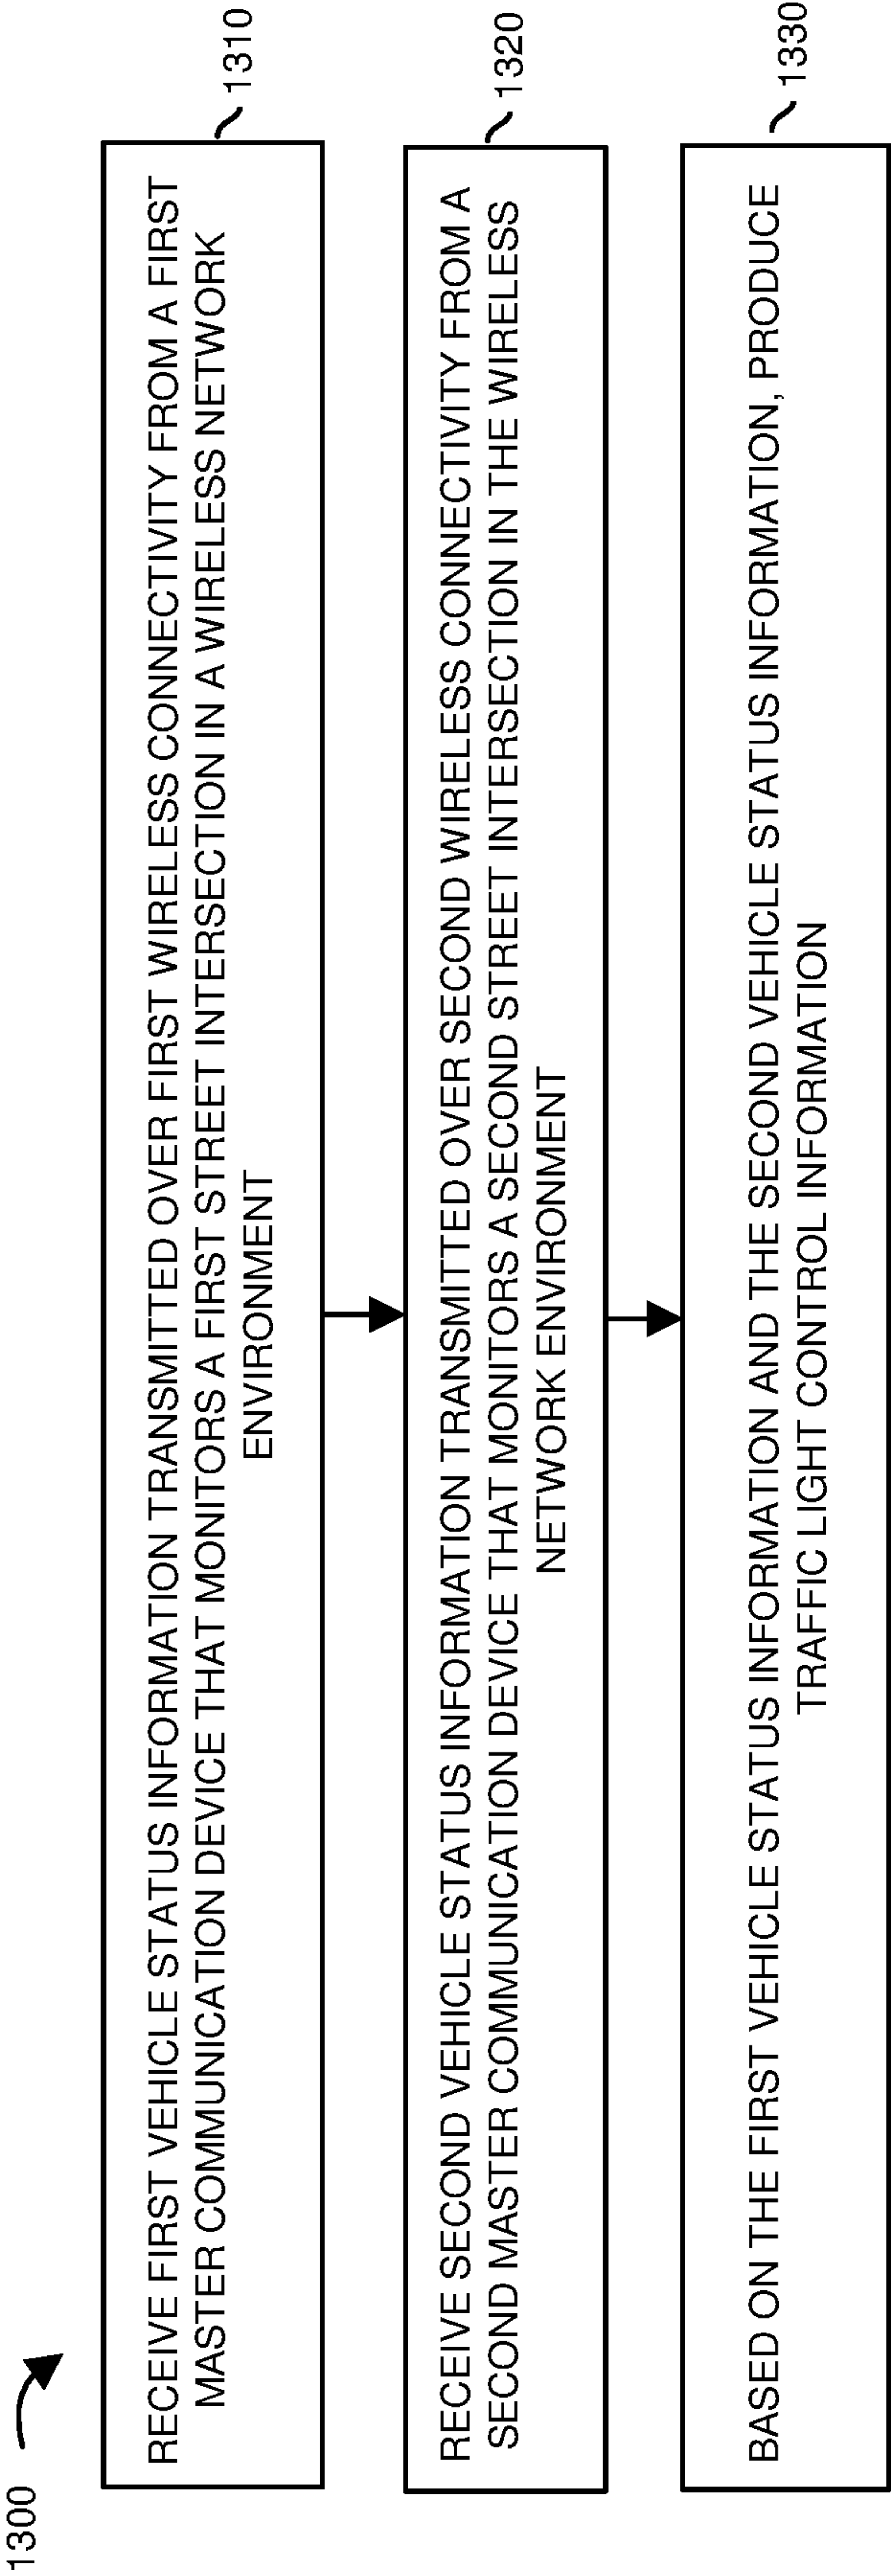 1300
RECEIVE FIRST VEHICLE STATUS INFORMATION TRANSMITTED OVER FIRST WIRELESS CONNECTIVITY FROM A FIRST
MASTER COMMUNICATION DEVICE THAT MONITORS A FIRST STREET INTERSECTION IN A WIRELESS NETWORK
ENVIRONMENT
1310
RECEIVE SECOND VEHICLE STATUS INFORMATION TRANSMITTED OVER SECOND WIRELESS CONNECTIVITY FROM A
SECOND MASTER COMMUNICATION DEVICE THAT MONITORS A SECOND STREET INTERSECTION IN THE WIRELESS
NETWORK ENVIRONMENT
1320
BASED ON THE FIRST VEHICLE STATUS INFORMATION AND THE SECOND VEHICLE STATUS INFORMATION, PRODUCE
TRAFFIC LIGHT CONTROL INFORMATION
1330